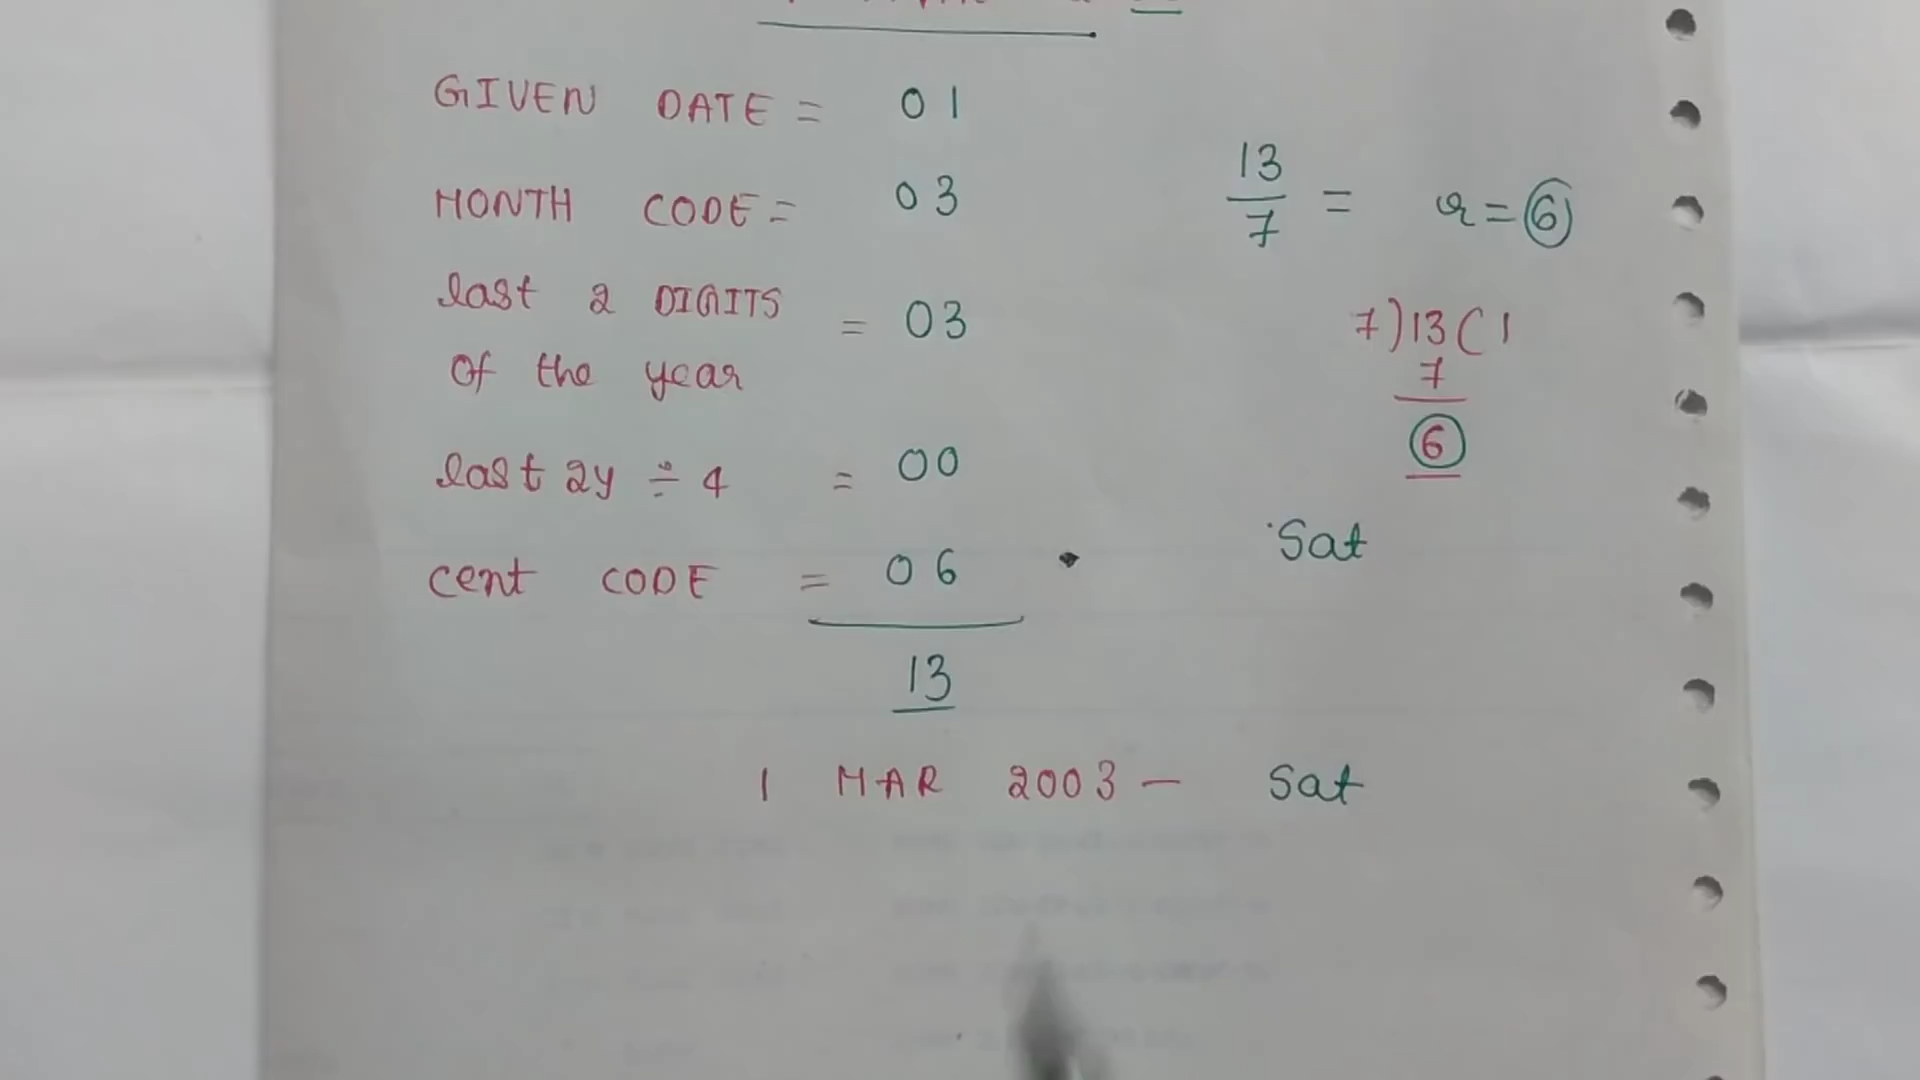 GIVEN DATE = 01
MONTH CODE = 03
last 2 DIGITS
of the year = 03
last 2y ÷ 4 = 00
cent CODE = 06
13
13
7 = r = 6
7)13(1
7
6
Sat
1 MAR 2003 - Sat